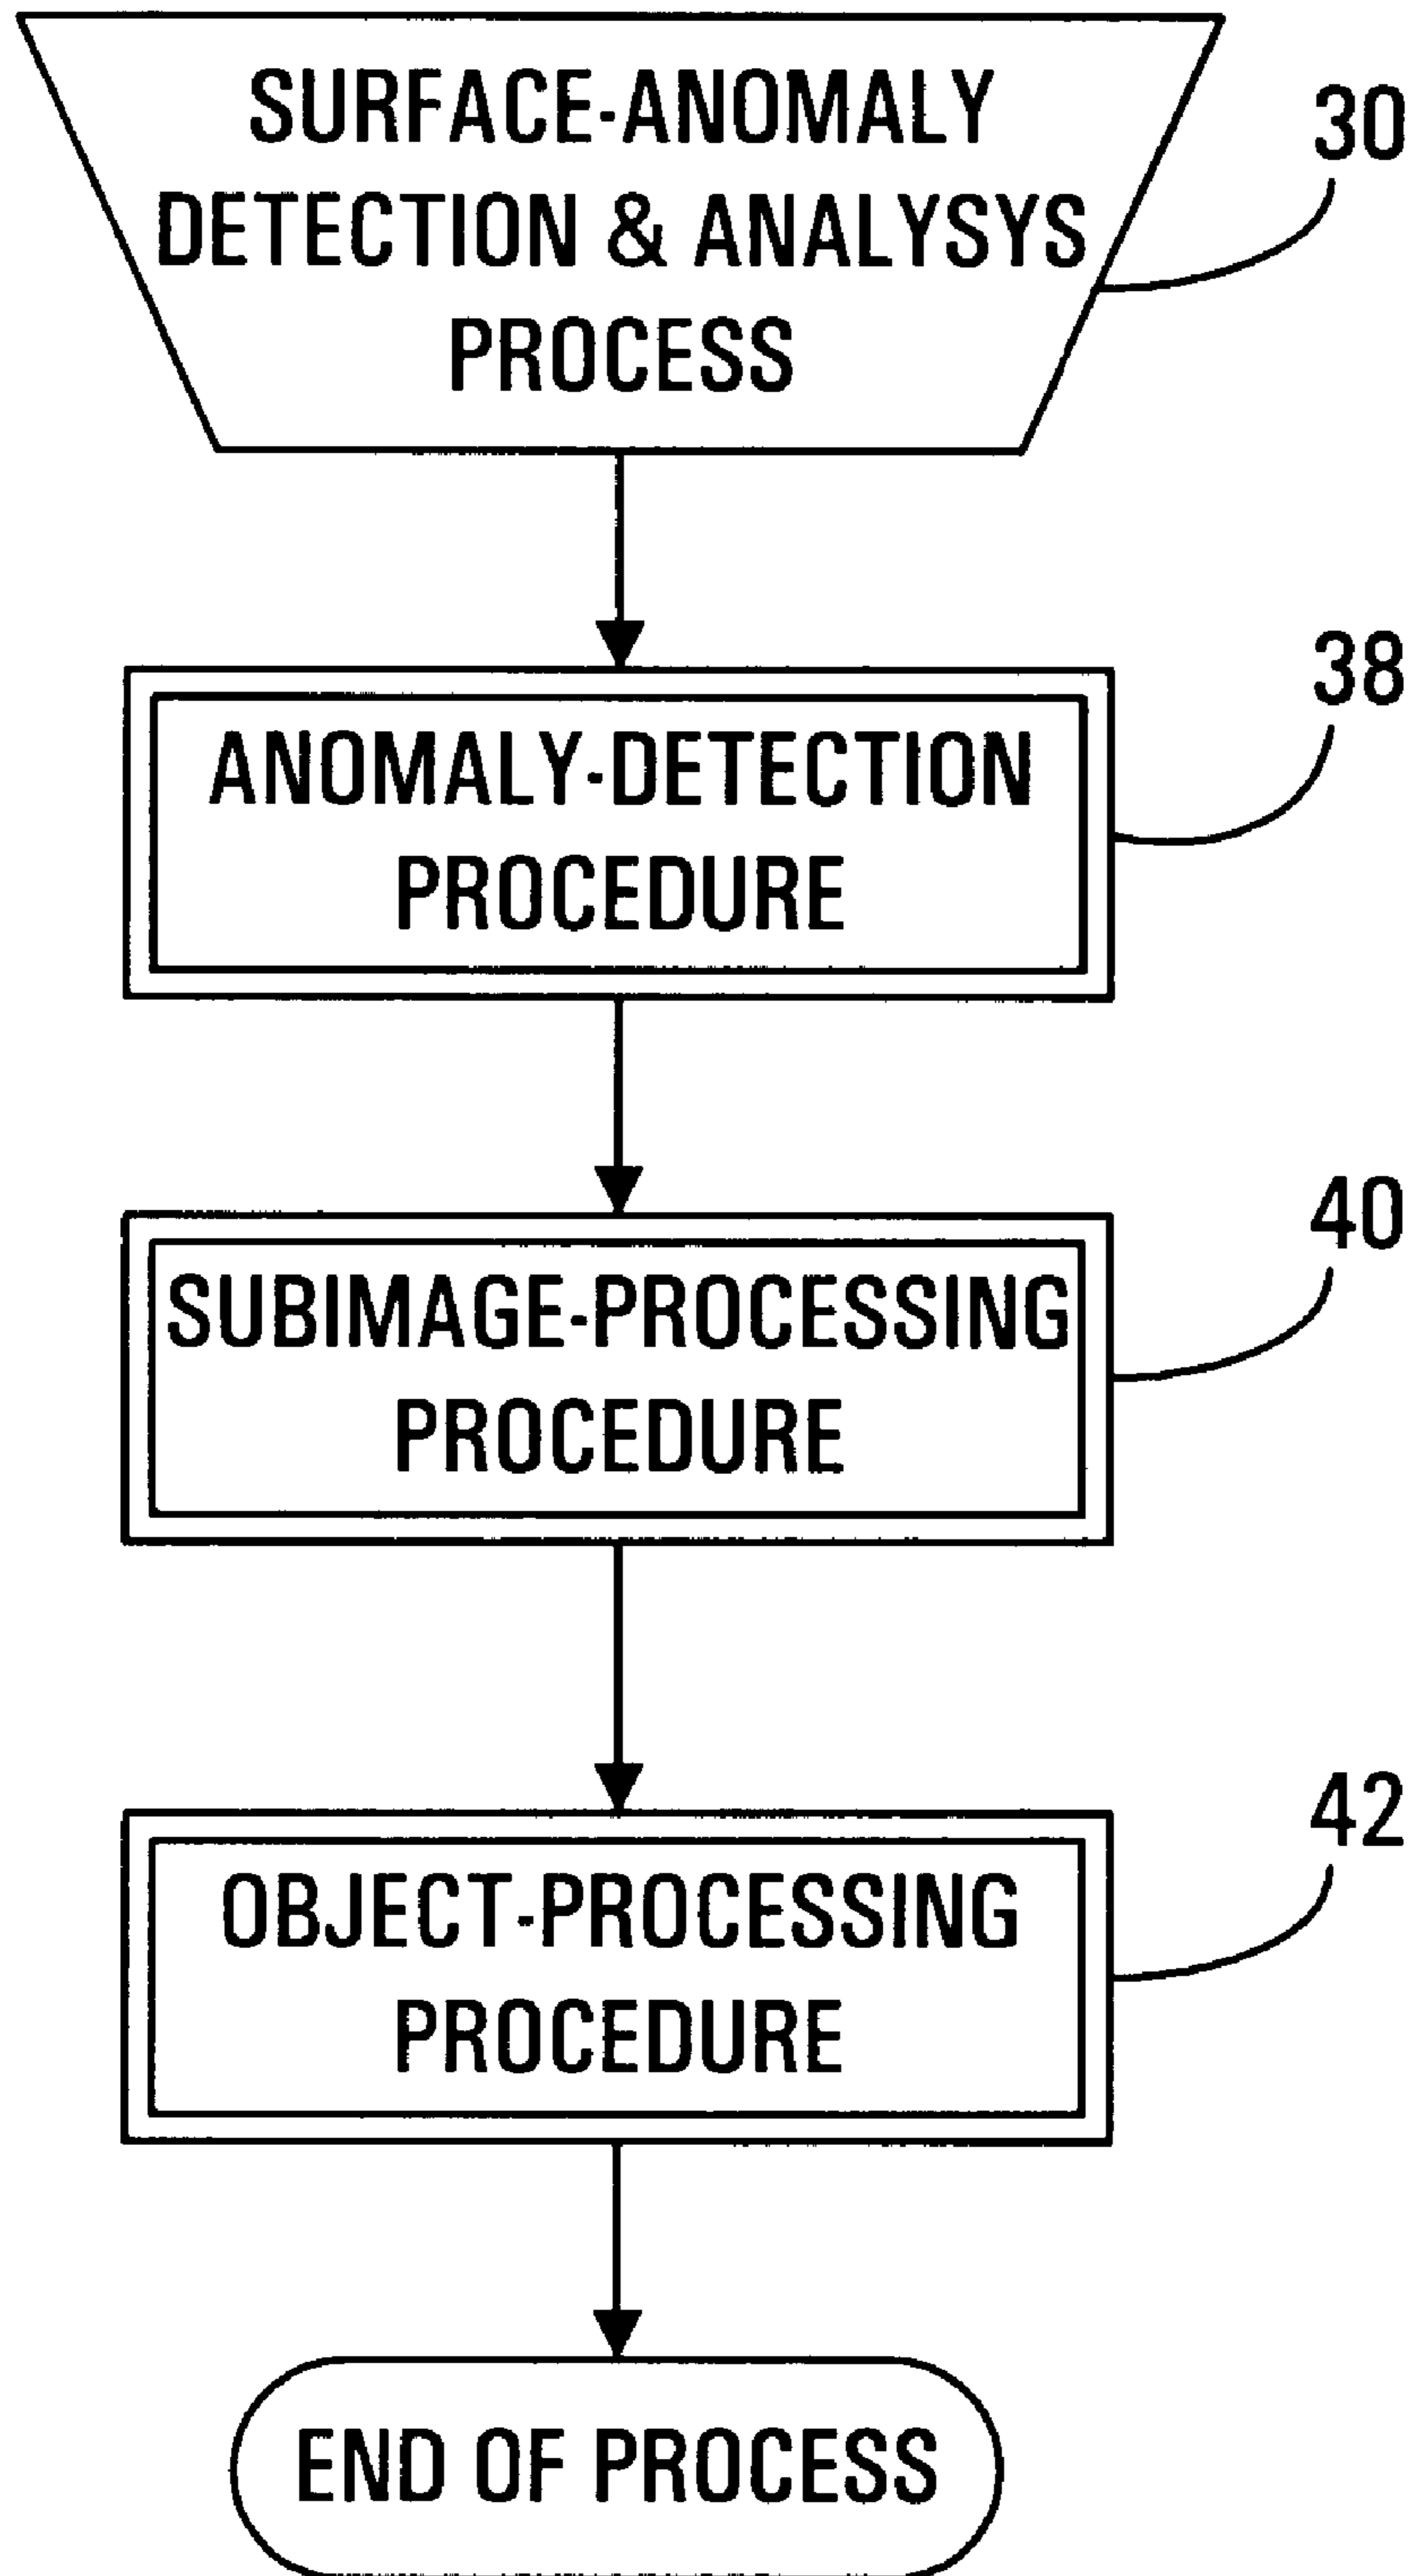 SURFACE-ANOMALY
DETECTION & ANALYSYS
PROCESS
30
ANOMALY-DETECTION
PROCEDURE
38
SUBIMAGE-PROCESSING
PROCEDURE
40
OBJECT-PROCESSING
PROCEDURE
42
END OF PROCESS